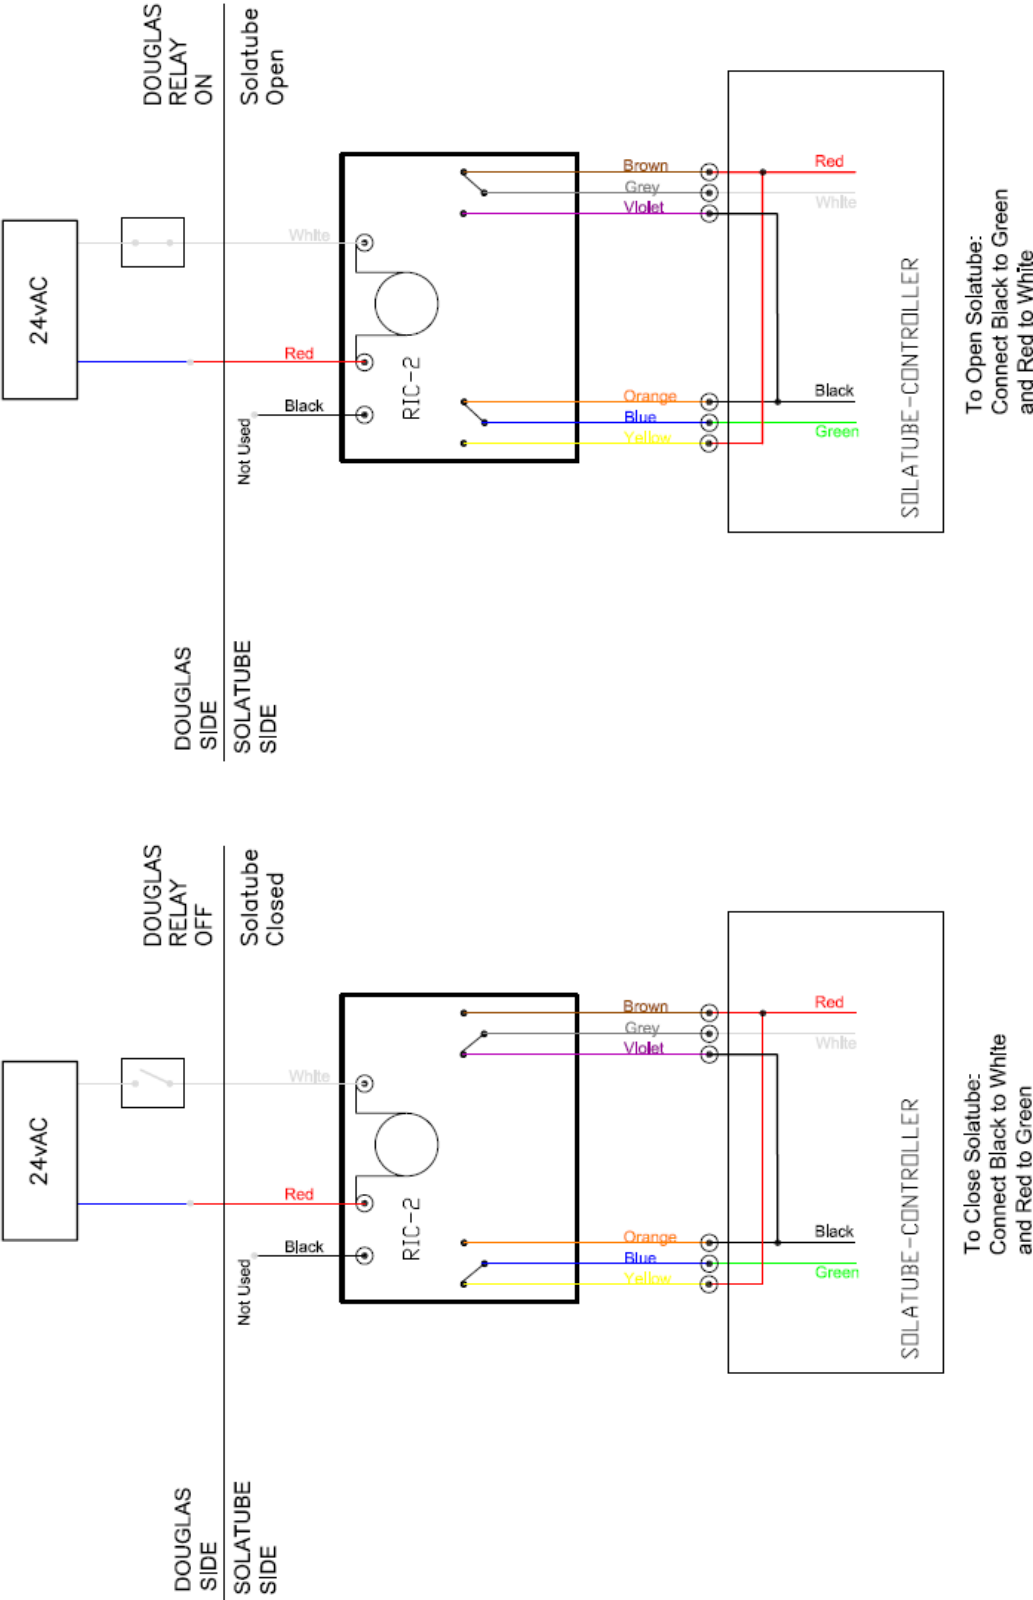 DOUGLAS
RELAY
ON
Solatube
Open
24vAC
White
Red
Black
Not Used
RIC-2
Brown
Grey
Violet
Orange
Blue
Yellow
Red
White
Black
Green
SOLATUBE-CONTROLLER
To Open Solatube:
Connect Black to Green
and Red to White
DOUGLAS
SIDE
SOLATUBE
SIDE
DOUGLAS
RELAY
OFF
Solatube
Closed
24vAC
White
Red
Black
Not Used
RIC-2
Brown
Grey
Violet
Orange
Blue
Yellow
Red
White
Black
Green
SOLATUBE-CONTROLLER
To Close Solatube:
Connect Black to White
and Red to Green
DOUGLAS
SIDE
SOLATUBE
SIDE